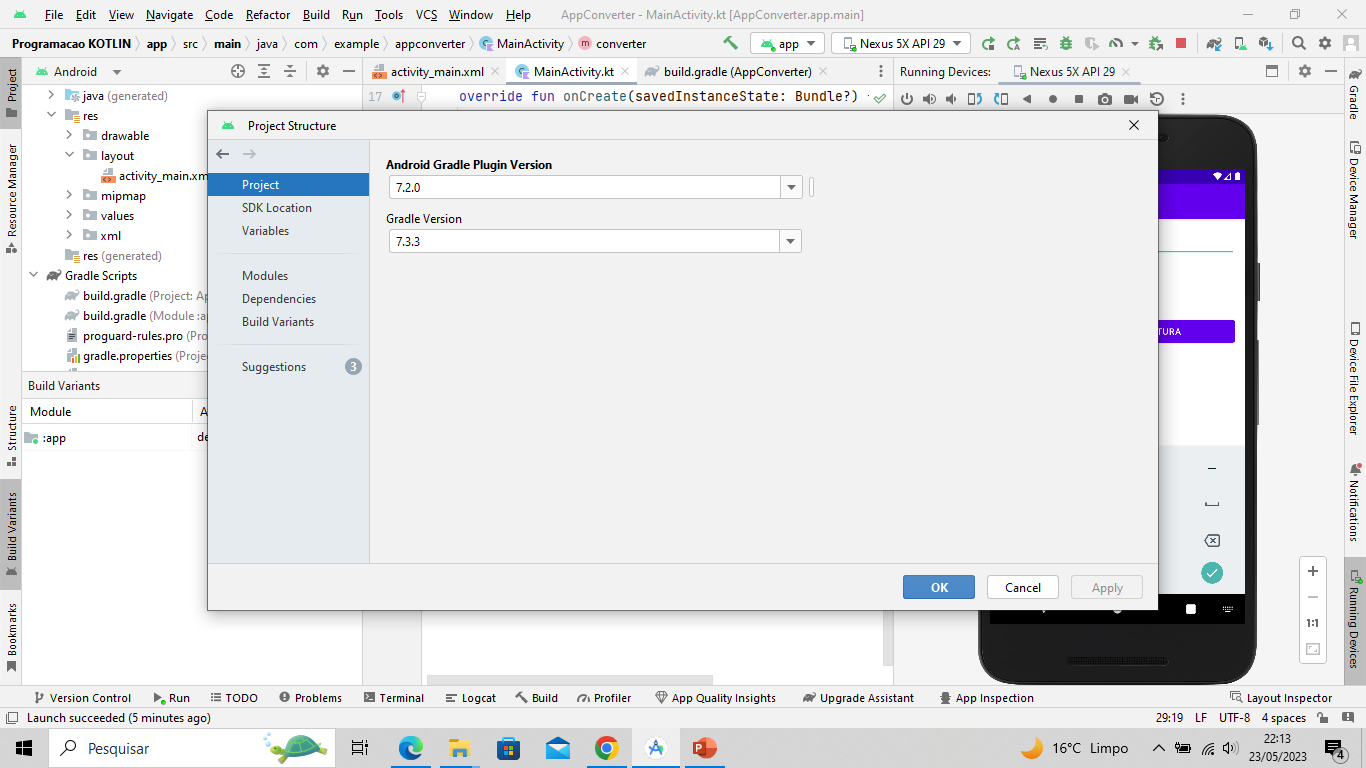 File Edit View Navigate Code Refactor Build Run Tools VCS Window Help AppConverter - MainActivity.kt [AppConverter.app.main]
Programacao KOTLIN app src main java com example appconverter MainActivity converter app Nexus 5X API 29
Project
Android
activity_main.xml MainActivity.kt build.gradle (AppConverter)
Running Devices: Nexus 5X API 29
Gradle
java (generated)
17 override fun onCreate(savedInstanceState: Bundle?)
res
drawable
layout
activity_main.xm
mipmap
values
xml
res (generated)
Gradle Scripts
build.gradle (Project: Ap
build.gradle (Module :a
proguard-rules.pro (Pro
gradle.properties (Projec
Resource Manager
Build Variants
Module A
:app de
Structure
Build Variants
Bookmarks
Project Structure
Project
SDK Location
Variables
Modules
Dependencies
Build Variants
Suggestions 3
Android Gradle Plugin Version
7.2.0
Gradle Version
7.3.3
OK Cancel Apply
TURA
1:1
Device Manager
Device File Explorer
Notifications
Running Devices
Version Control Run TODO Problems Terminal Logcat Build Profiler App Quality Insights Upgrade Assistant App Inspection Layout Inspector
Launch succeeded (5 minutes ago) 29:19 LF UTF-8 4 spaces
Pesquisar
16°C Limpo
22:13
23/05/2023
4